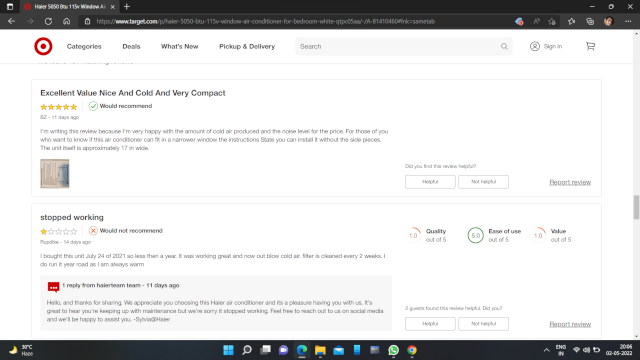 Haier 5050 Btu 115v Window Air
https://www.target.com/p/haier-5050-btu-115v-window-air-conditioner-for-bedroom-white-qtpc05aa/-/A-81410460#lnk=sametab
Categories Deals What's New Pickup & Delivery Search Sign in
Excellent Value Nice And Cold And Very Compact
Would recommend
BZ - 11 days ago
I'm writing this review because I'm very happy with the amount of cold air produced and the noise level for the price. For those of you
who want to know if this air conditioner can fit in a narrower window the instructions State you can install it without the side pieces.
The unit itself is approximately 17 in wide.
Did you find this review helpful?
Helpful Not helpful Report review
stopped working
Would not recommend
- 14 days ago
I bought this unit July 24 of 2021 so less then a year. It was working great and now out blow cold air. filter is cleaned every 2 weeks. I
do run it year road as I am always warm
1.0 Quality out of 5
5.0 Ease of use out of 5
1.0 Value out of 5
1 reply from haierteam team - 11 days ago
Hello, and thanks for sharing. We appreciate you choosing this Haier air conditioner and its a pleasure having you with us. It's
great to hear you're keeping up with maintenance but we're sorry it stopped working. Feel free to reach out to us on social media
and we'll be happy to assist you. -Sylvia@Haier
2 guests found this review helpful. Did you?
Helpful Not helpful Report review
30°C
Haze
ENG
IN
20:06
02-05-2022